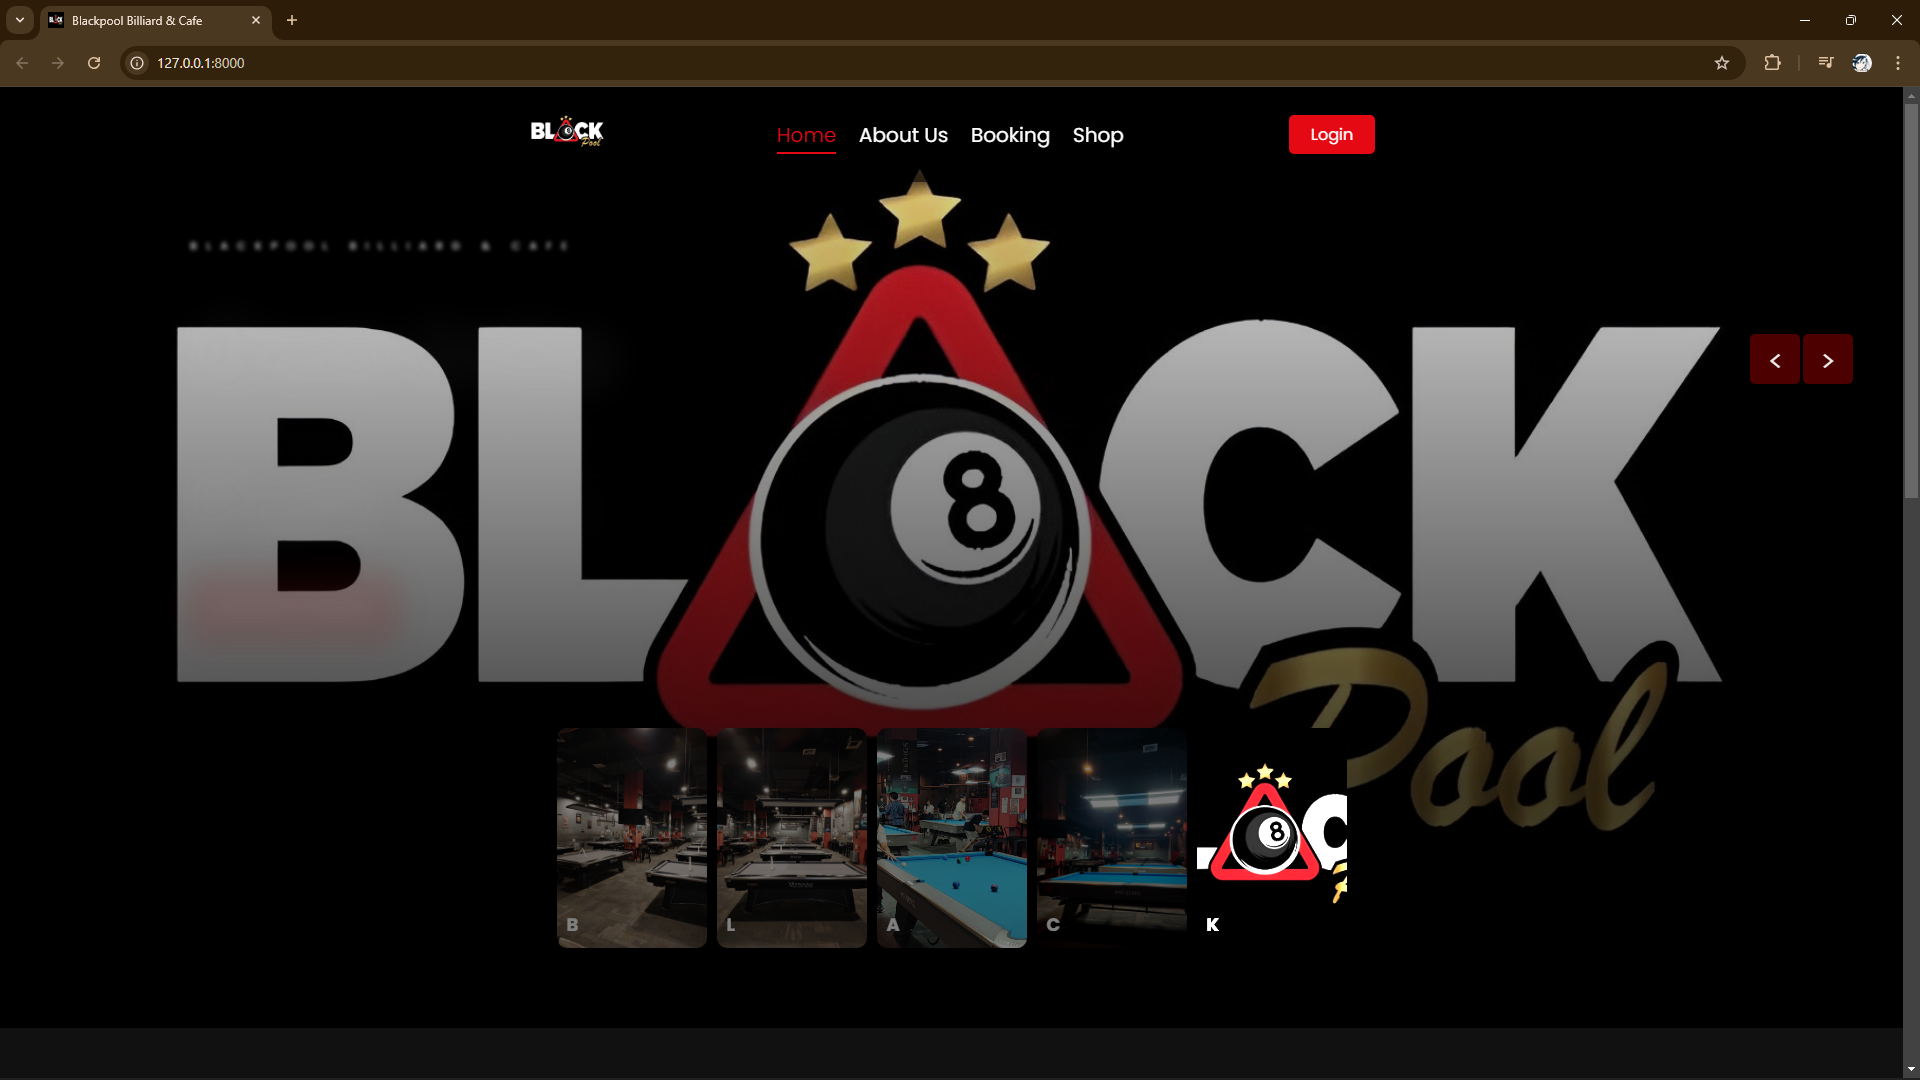 Blackpool Billiard & Cafe
127.0.0.1:8000
BLACK
Pool
Home
About Us
Booking
Shop
Login
BLACKPOOL BILLIARD & CAFE
BLACK
8
Pool
8
B
L
A
C
K